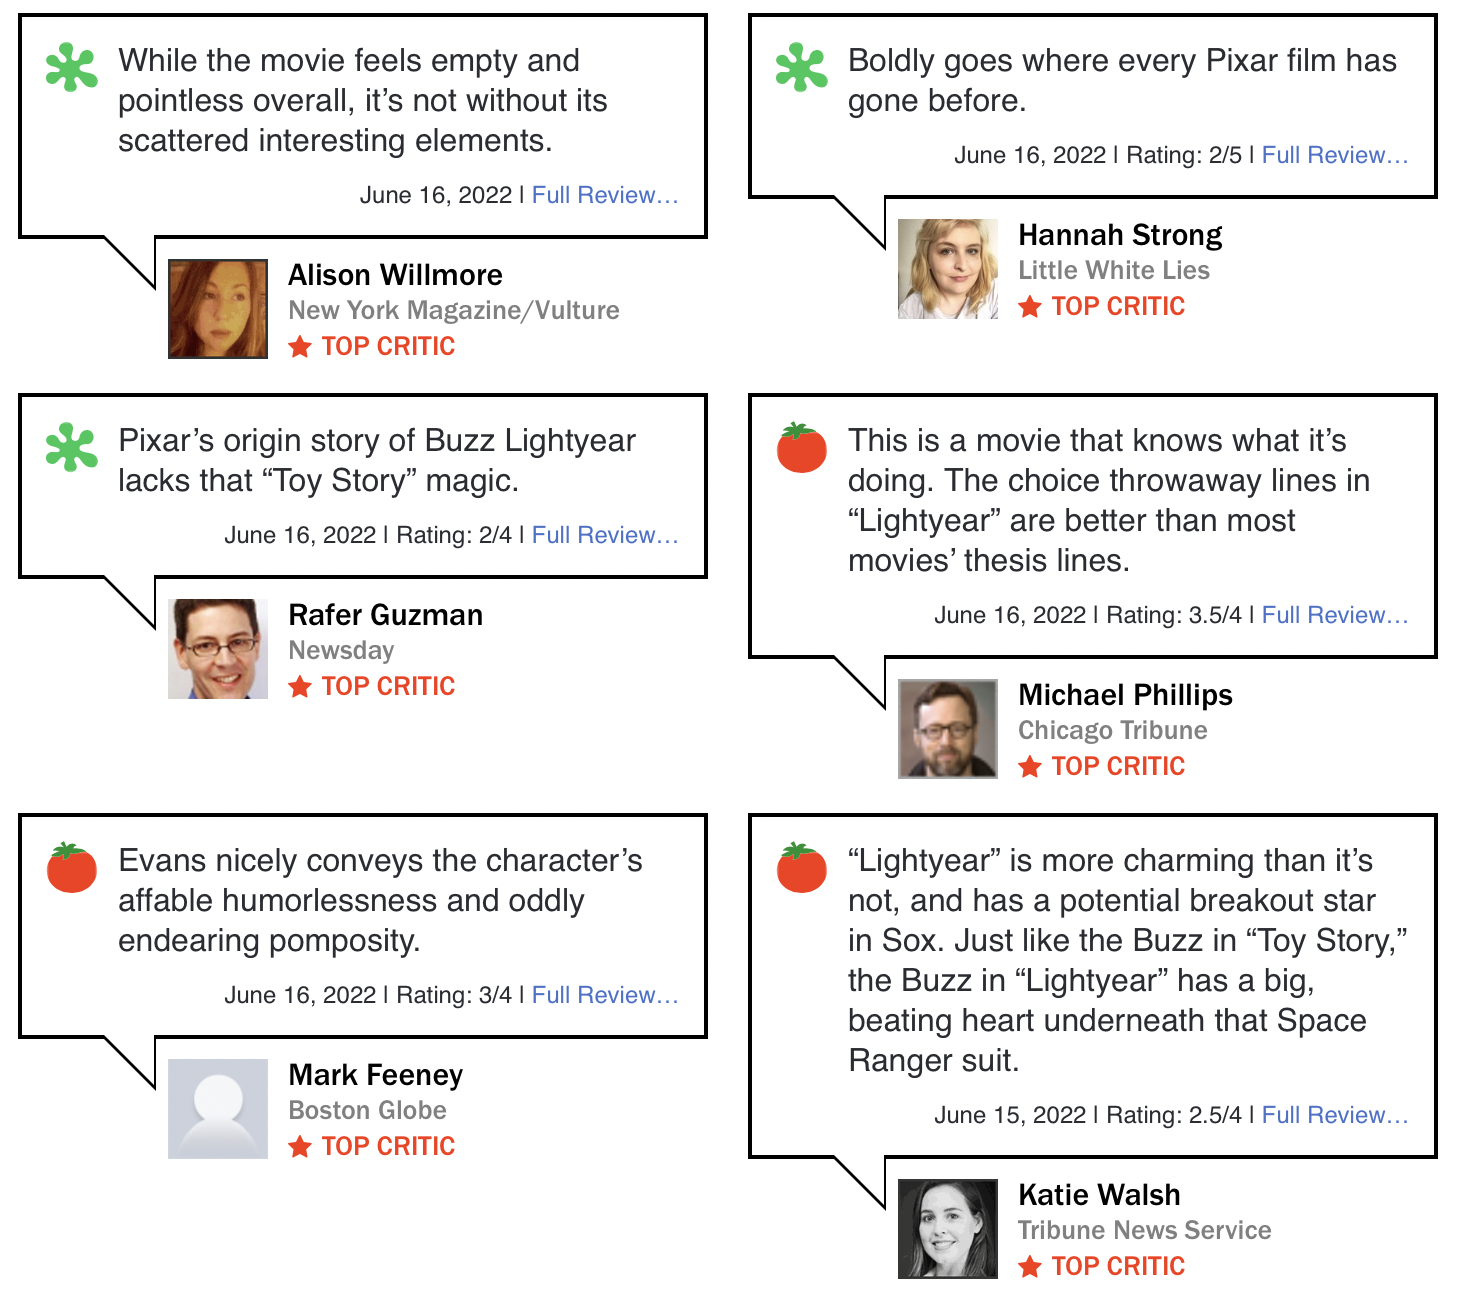 While the movie feels empty and
pointless overall, it’s not without its
scattered interesting elements.
June 16, 2022 | Full Review…
Alison Willmore
New York Magazine/Vulture
TOP CRITIC
Boldly goes where every Pixar film has
gone before.
June 16, 2022 | Rating: 2/5 | Full Review…
Hannah Strong
Little White Lies
TOP CRITIC
Pixar’s origin story of Buzz Lightyear
lacks that “Toy Story” magic.
June 16, 2022 | Rating: 2/4 | Full Review…
Rafer Guzman
Newsday
TOP CRITIC
This is a movie that knows what it’s
doing. The choice throwaway lines in
“Lightyear” are better than most
movies’ thesis lines.
June 16, 2022 | Rating: 3.5/4 | Full Review…
Michael Phillips
Chicago Tribune
TOP CRITIC
Evans nicely conveys the character’s
affable humorlessness and oddly
endearing pomposity.
June 16, 2022 | Rating: 3/4 | Full Review…
Mark Feeney
Boston Globe
TOP CRITIC
“Lightyear” is more charming than it’s
not, and has a potential breakout star
in Sox. Just like the Buzz in “Toy Story,”
the Buzz in “Lightyear” has a big,
beating heart underneath that Space
Ranger suit.
June 15, 2022 | Rating: 2.5/4 | Full Review…
Katie Walsh
Tribune News Service
TOP CRITIC